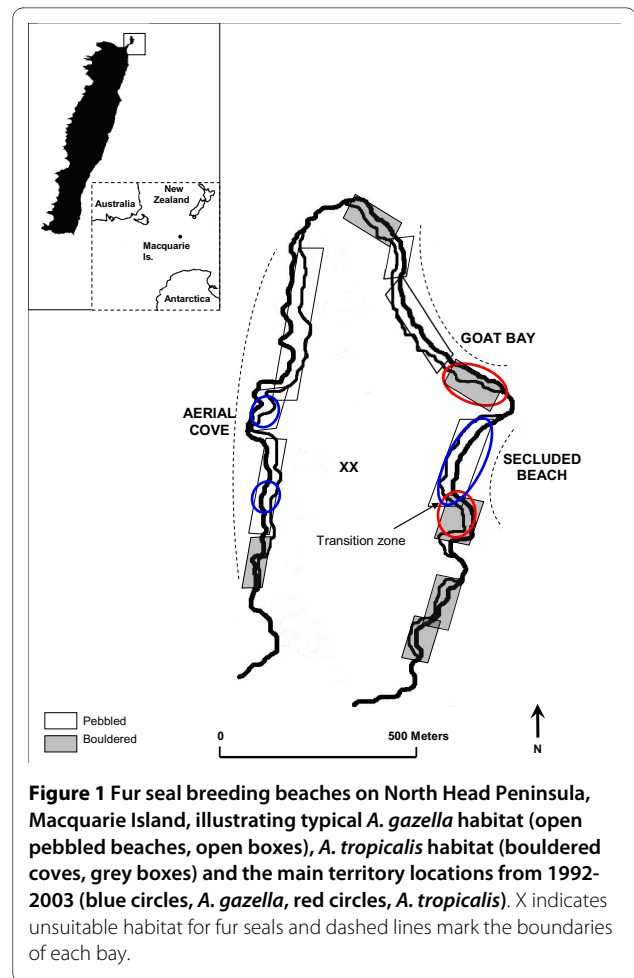 New
Zealand
Australia
Macquarie
Is.
Antarctica
GOAT BAY
AERIAL
COVE
XX
SECLUDED
BEACH
Transition zone
Pebbled
Bouldered
0
500 Meters
N
Figure 1 Fur seal breeding beaches on North Head Peninsula,
Macquarie Island, illustrating typical A. gazella habitat (open
pebbled beaches, open boxes), A. tropicalis habitat (bouldered
coves, grey boxes) and the main territory locations from 1992-
2003 (blue circles, A. gazella, red circles, A. tropicalis). X indicates
unsuitable habitat for fur seals and dashed lines mark the boundaries
of each bay.